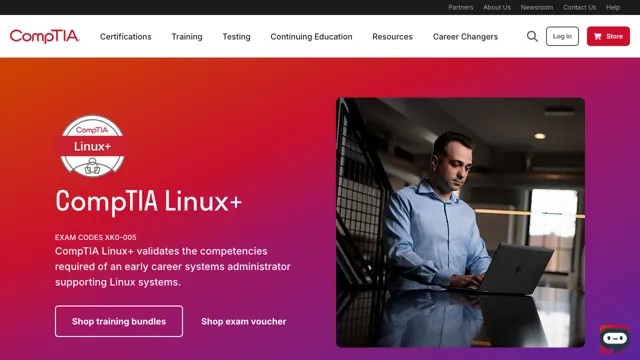 Partners About Us Newsroom Contact Us Help
CompTIA. Certifications Training Testing Continuing Education Resources Career Changers Log in Store
CompTIA
Linux+
CompTIA Linux+
EXAM CODES XK0-005
CompTIA Linux+ validates the competencies
required of an early career systems administrator
supporting Linux systems.
Shop training bundles Shop exam voucher